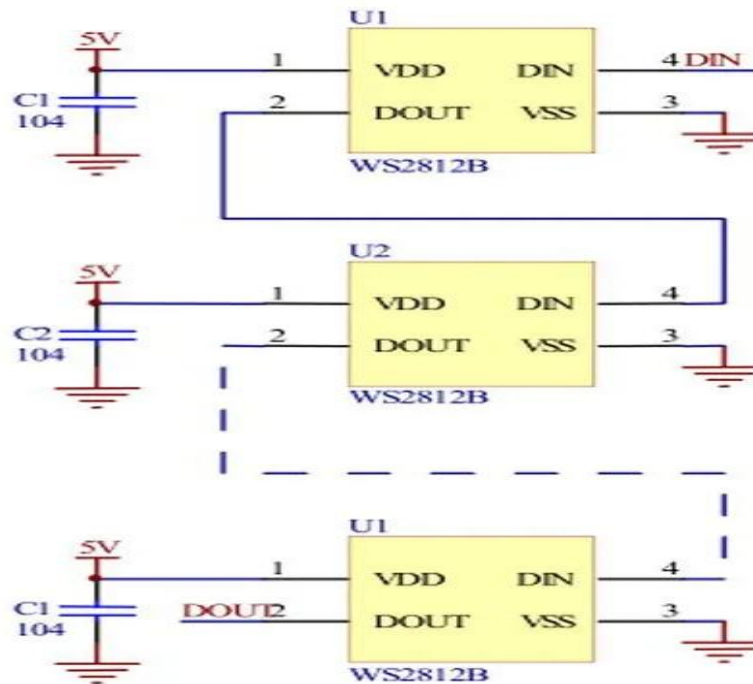 U1
5V
1 VDD DIN 4 DIN
C1
104
2 DOUT VSS 3
WS2812B
U2
5V
1 VDD DIN 4
C2
104
2 DOUT VSS 3
WS2812B
U1
5V
1 VDD DIN 4
C1
104
DOUT 2 DOUT VSS 3
WS2812B